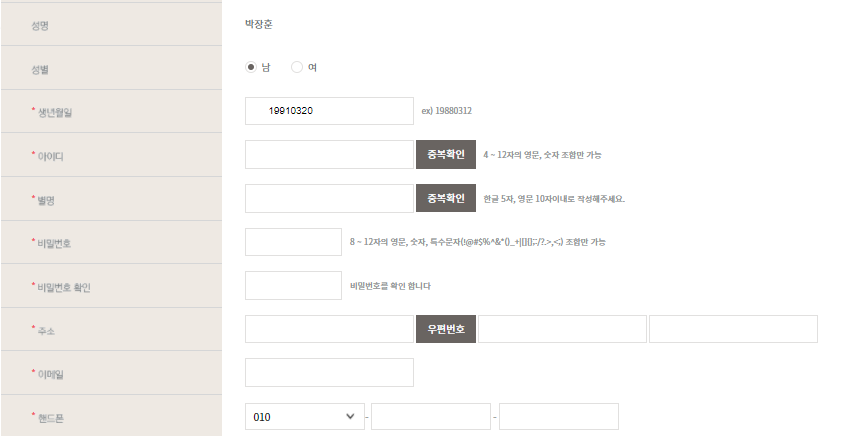 성명 박장훈
성별 남 여
* 생년월일 19910320 ex) 19880312
* 아이디 중복확인 4 ~ 12자의 영문, 숫자 조합만 가능
* 별명 중복확인 한글 5자, 영문 10자이내로 작성해주세요.
* 비밀번호 8 ~ 12자의 영문, 숫자, 특수문자(!@#$%^&*()_+|[]{};:/?.>,<;) 조합만 가능
* 비밀번호 확인 비밀번호를 확인 합니다
* 주소 우편번호
* 이메일
* 핸드폰 010 - -